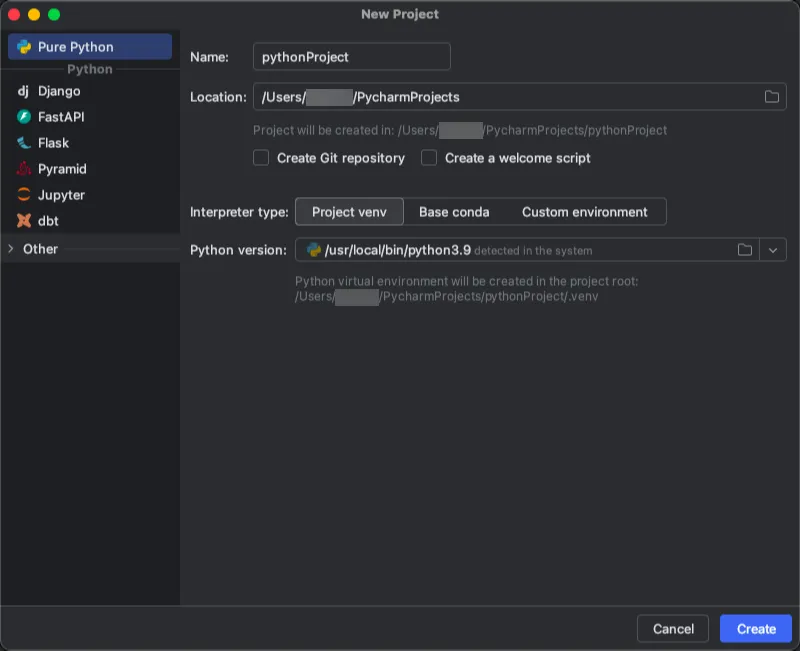 New Project
Pure Python
Python
dj Django
FastAPI
Flask
Pyramid
Jupyter
dbt
Other
Name: pythonProject
Location: /Users/ /PycharmProjects
Project will be created in: /Users/ /PycharmProjects/pythonProject
Create Git repository Create a welcome script
Interpreter type: Project venv Base conda Custom environment
Python version: /usr/local/bin/python3.9 detected in the system
Python virtual environment will be created in the project root:
/Users/ /PycharmProjects/pythonProject/.venv
Cancel Create